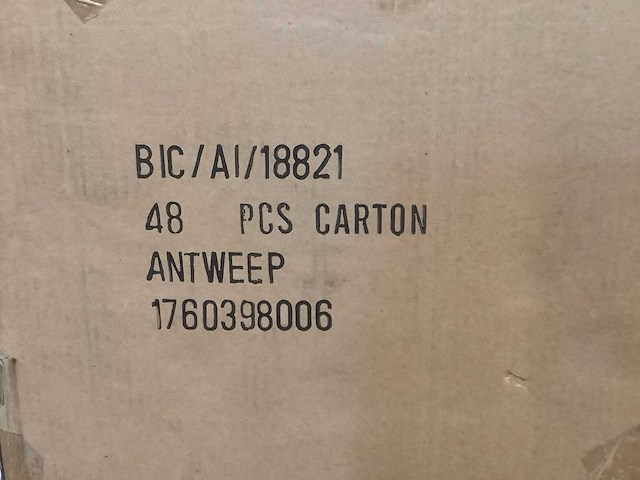 BIC/AI/18821
48 PCS CARTON
ANTWEEP
1760398006